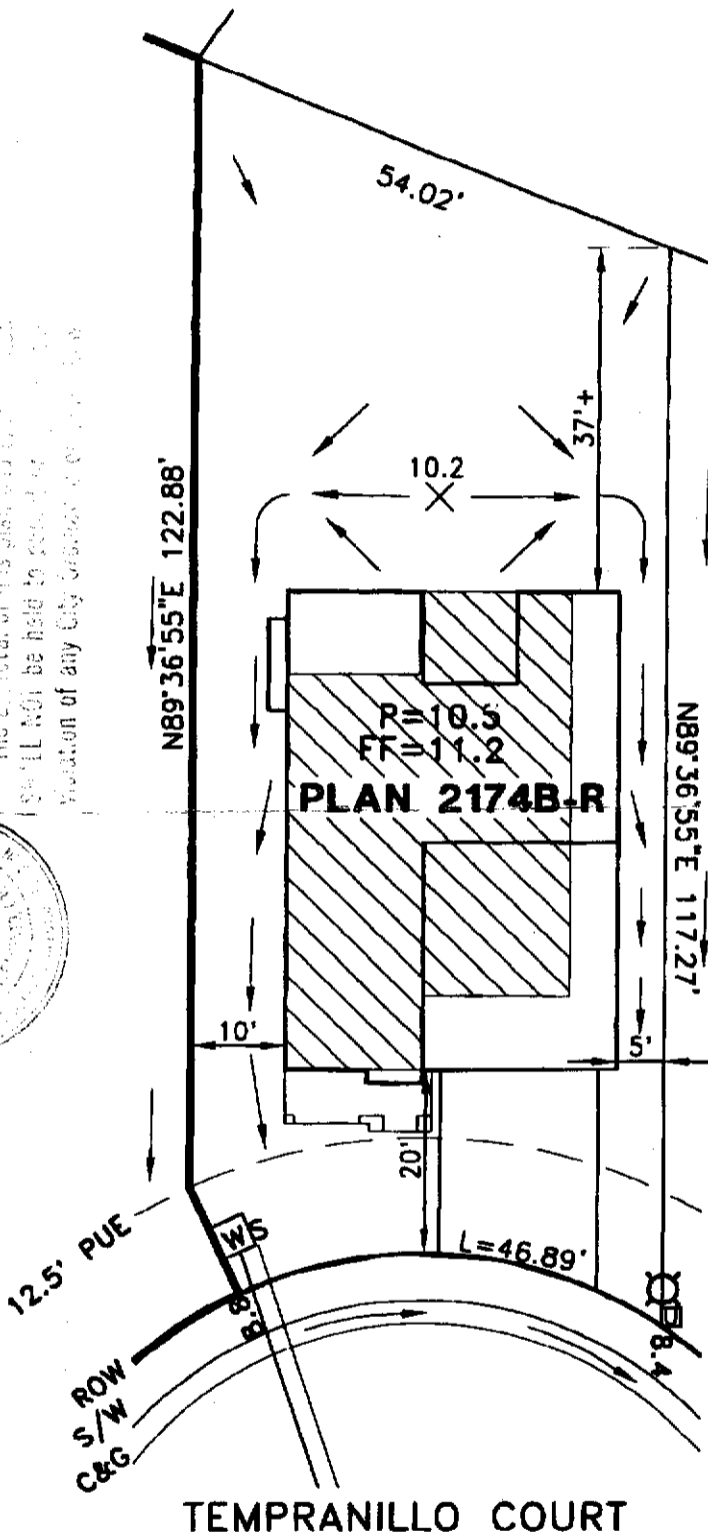 54.02'
37'+
10.2
N89°36'55"E 122.88'
SHALL NOT be held to
violation of any City
P=10.5
FF=11.2
PLAN 2174B-R
N89°36'55"E 117.27'
10'
5'
20'
12.5' PUE
WS
L=46.89'
8.8
8.4
ROW
S/W
C&G
TEMPRANILLO COURT